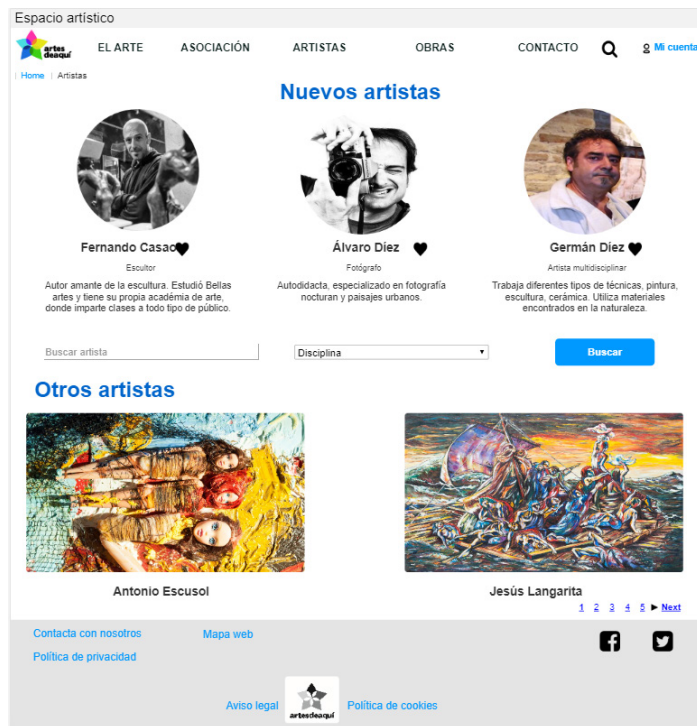 Espacio artístico
artes
deaquí
EL ARTE ASOCIACIÓN ARTISTAS OBRAS CONTACTO Mi cuenta
Home | Artistas
Nuevos artistas
Fernando Casao Álvaro Díez Germán Díez
Escultor Fotógrafo Artista multidisciplinar
Autor amante de la escultura. Estudió Bellas
artes y tiene su propia académia de arte,
donde imparte clases a todo tipo de público.
Autodidacta, especializado en fotografía
nocturan y paisajes urbanos.
Trabaja diferentes tipos de técnicas, pintura,
escultura, cerámica. Utiliza materiales
encontrados en la naturaleza.
Buscar artista Disciplina Buscar
Otros artistas
Antonio Escusol Jesús Langarita
1 2 3 4 5 ► Next
Contacta con nosotros Mapa web
Política de privacidad
Aviso legal artesdeaquí Política de cookies